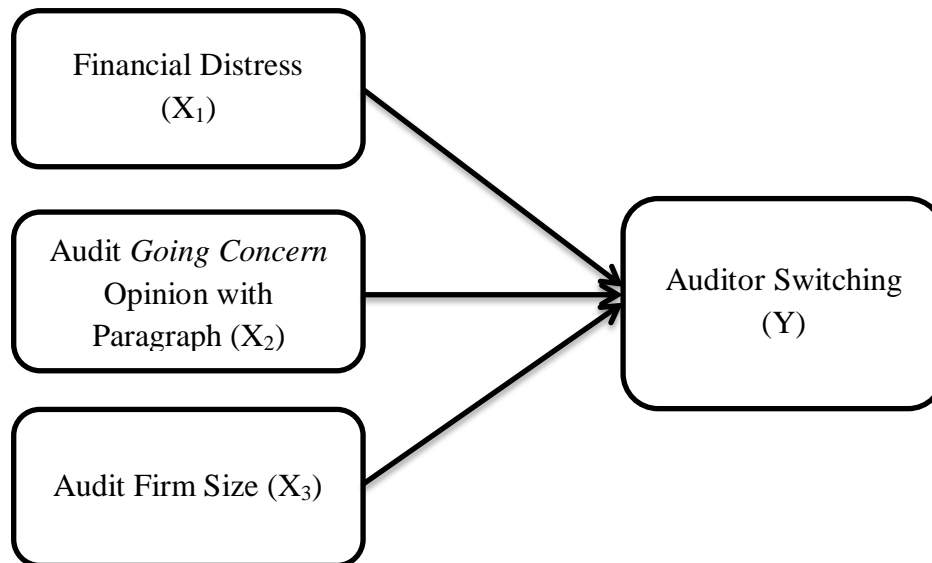 Financial Distress
(X₁)
Audit Going Concern
Opinion with
Paragraph (X₂)
Audit Firm Size (X₃)
Auditor Switching
(Y)